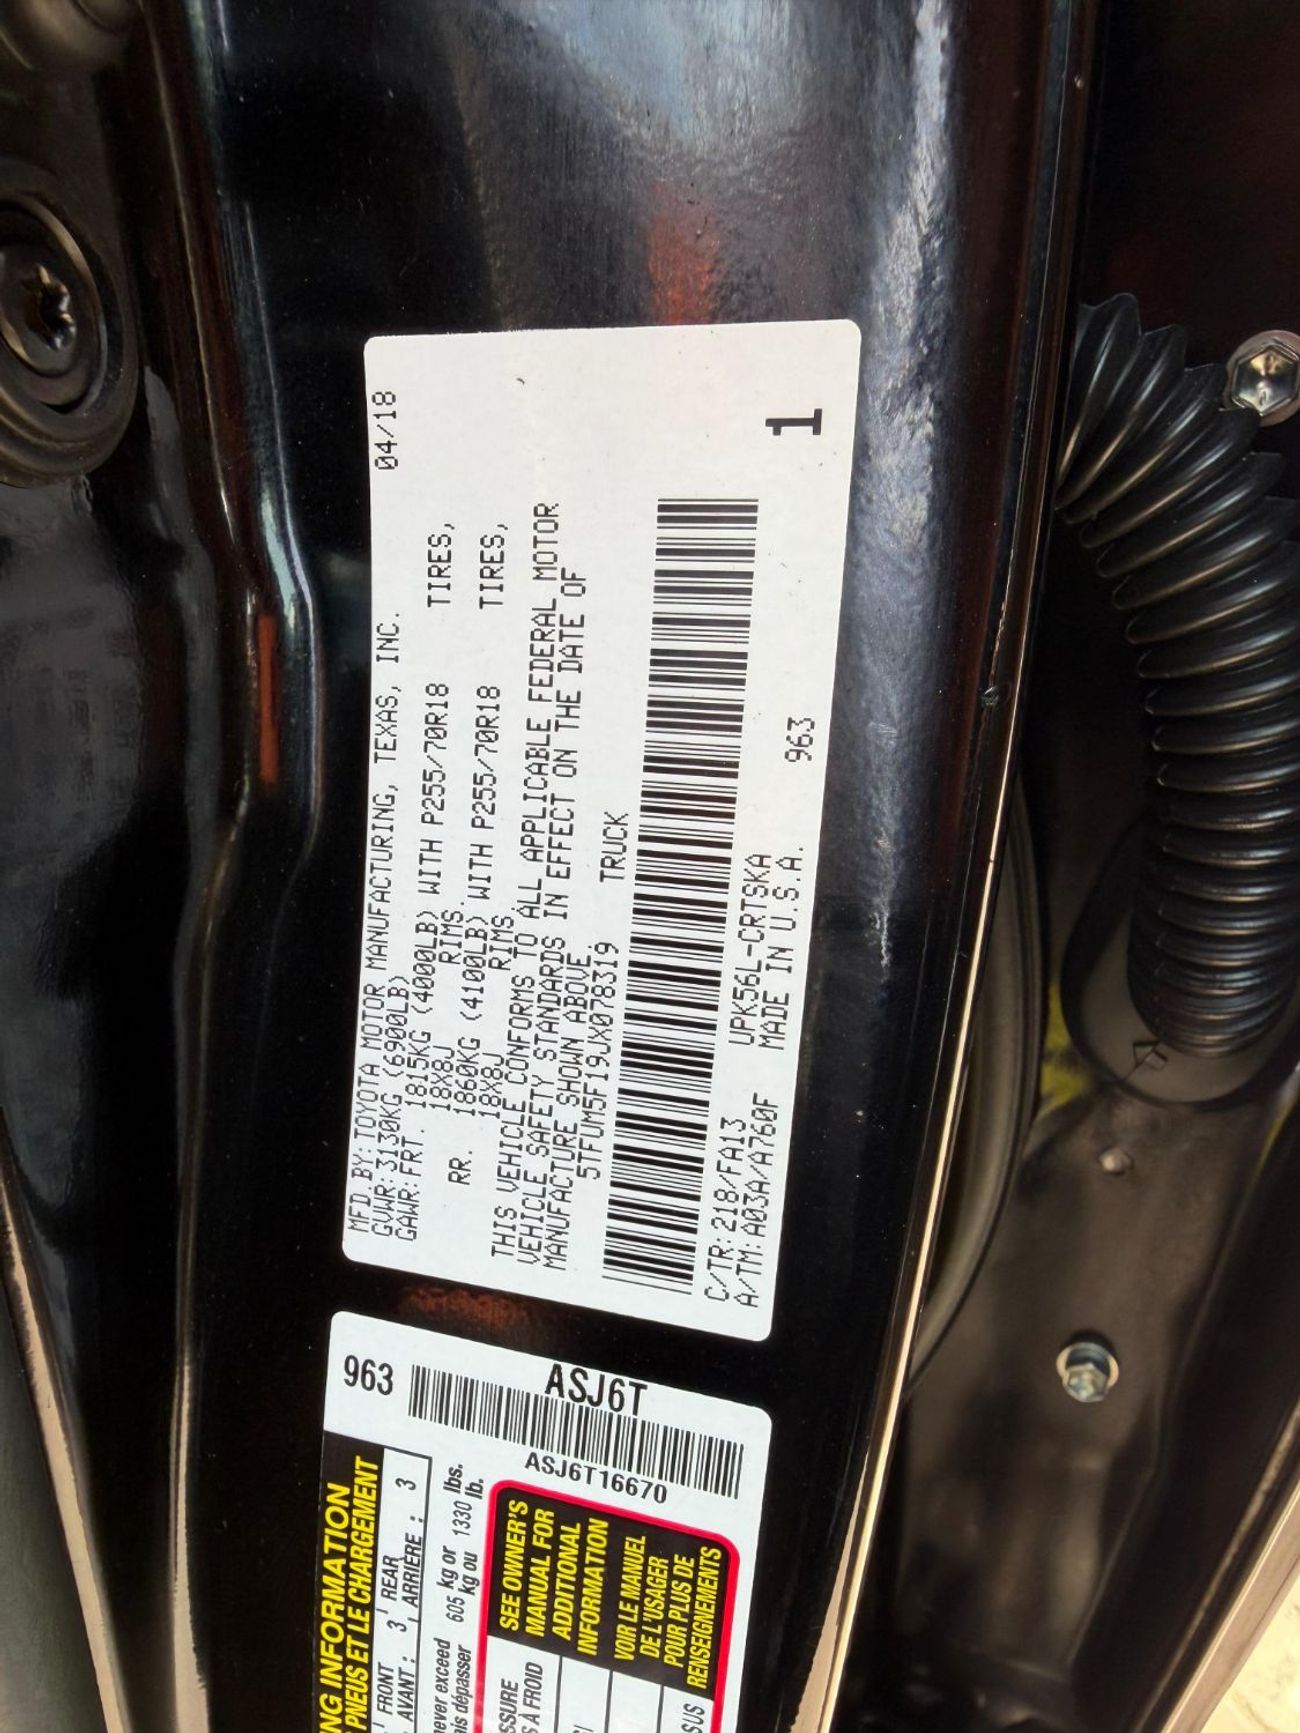 MFD BY: TOYOTA MOTOR MANUFACTURING, TEXAS, INC. 04/18
GVWR: 3130KG (6900LB)
GAWR: FRT. 1815KG (4000LB) WITH P255/70R18 TIRES,
18X8J RIMS.
RR. 1860KG (4100LB) WITH P255/70R18 TIRES,
18X8J RIMS
THIS VEHICLE CONFORMS TO ALL APPLICABLE FEDERAL MOTOR
VEHICLE SAFETY STANDARDS IN EFFECT ON THE DATE OF
MANUFACTURE SHOWN ABOVE.
5TFUM5F19JX078319 TRUCK
C/TR: 218/FA13 UPK56L-CRTSKA
A/TM: A03A/A760F MADE IN U.S.A. 963
1
963
ASJ6T
ASJ6T16670
INFORMATION
PNEUS ET LE CHARGEMENT
FRONT 3 REAR 3
AVANT : ARRIÈRE :
never exceed 605 kg or 1330 lbs.
dépasser kg ou lb.
SEE OWNER'S
MANUAL FOR
ADDITIONAL
INFORMATION
VOIR LE MANUEL
DE L'USAGER
POUR PLUS DE
RENSEIGNEMENTS
À FROID